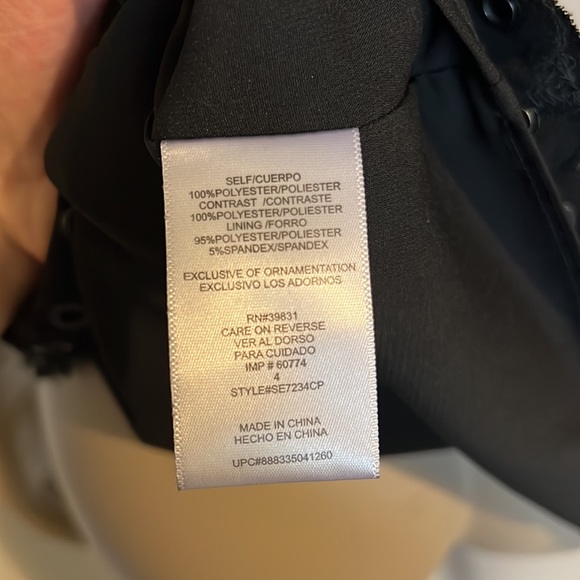 SELF/CUERPO
100%POLYESTER/POLIESTER
CONTRAST /CONTRASTE
100%POLYESTER/POLIESTER
LINING /FORRO
95%POLYESTER/POLIESTER
5%SPANDEX/SPANDEX
EXCLUSIVE OF ORNAMENTATION
EXCLUSIVO LOS ADORNOS
RN#39831
CARE ON REVERSE
VER AL DORSO
PARA CUIDADO
IMP # 60774
4
STYLE#SE7234CP
MADE IN CHINA
HECHO EN CHINA
UPC#888335041260